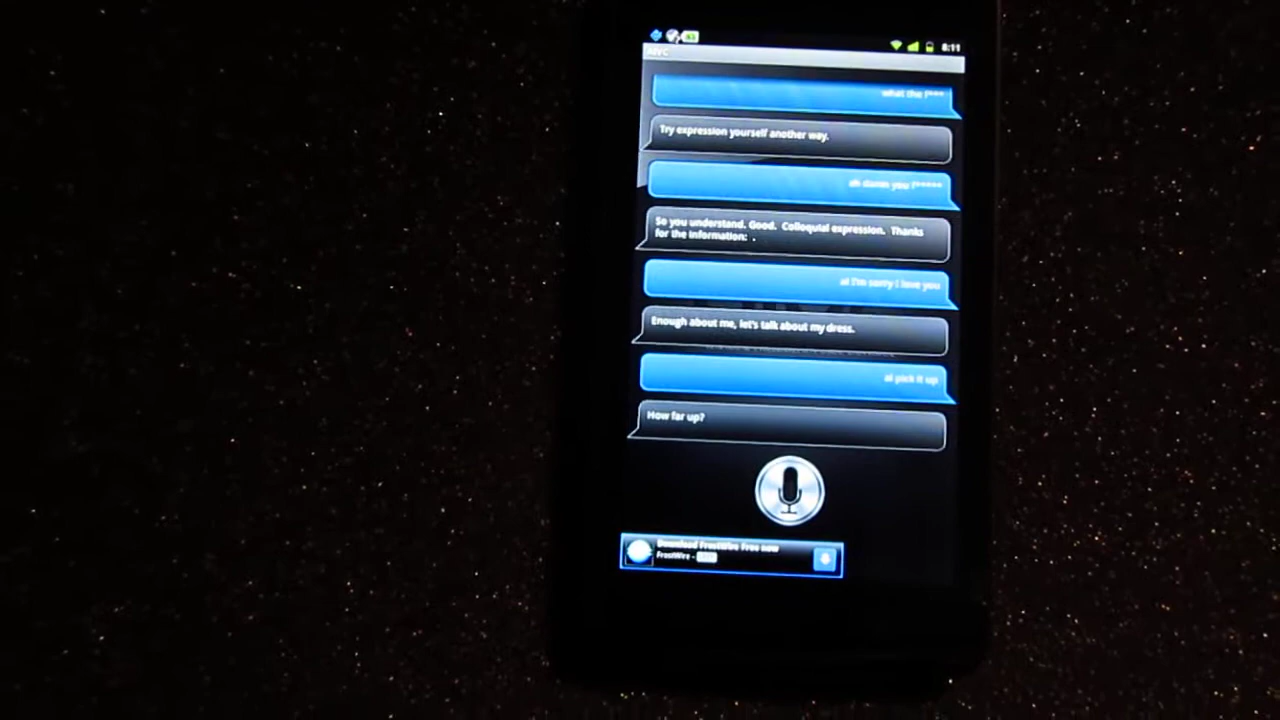 8:11
what the f***
Try expression yourself another way.
oh damn you f*****
So you understand. Good. Colloquial expression. Thanks
for the information: .
al I'm sorry I love you
Enough about me, let's talk about my dress.
al pick it up
How far up?
Download FrostWire Free now
FrostWire -